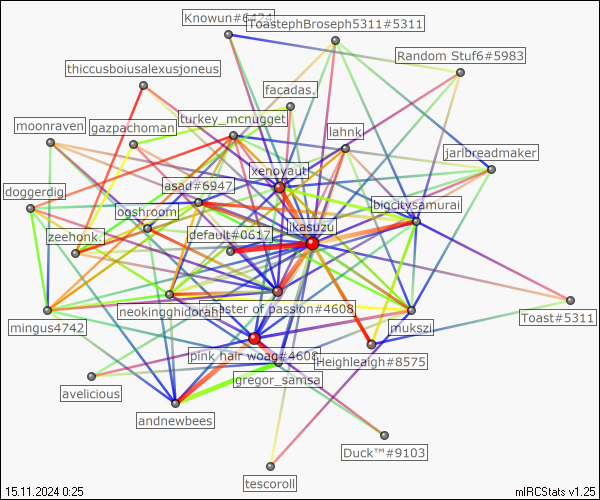 Knowun#6424
ToastephBroseph5311#5311
Random Stuf6#5983
thiccusboiusalexusjoneus
facadas.
moonraven
gazpachoman
turkey_mcnugget
lahnk
jarlbreadmaker
xenoyaut
doggerdig
asad#6947
bigcitysamurai
ogshroom
ikasuzu
zeehonk.
default#0617
neokingghidorah
aster of passion#4608
Toast#5311
mingus4742
mukszi
pink hair woag#4608
Heighleaigh#8575
gregor_samsa
avelicious
andnewbees
Duck™#9103
tescoroll
15.11.2024 0:25
mIRCStats v1.25